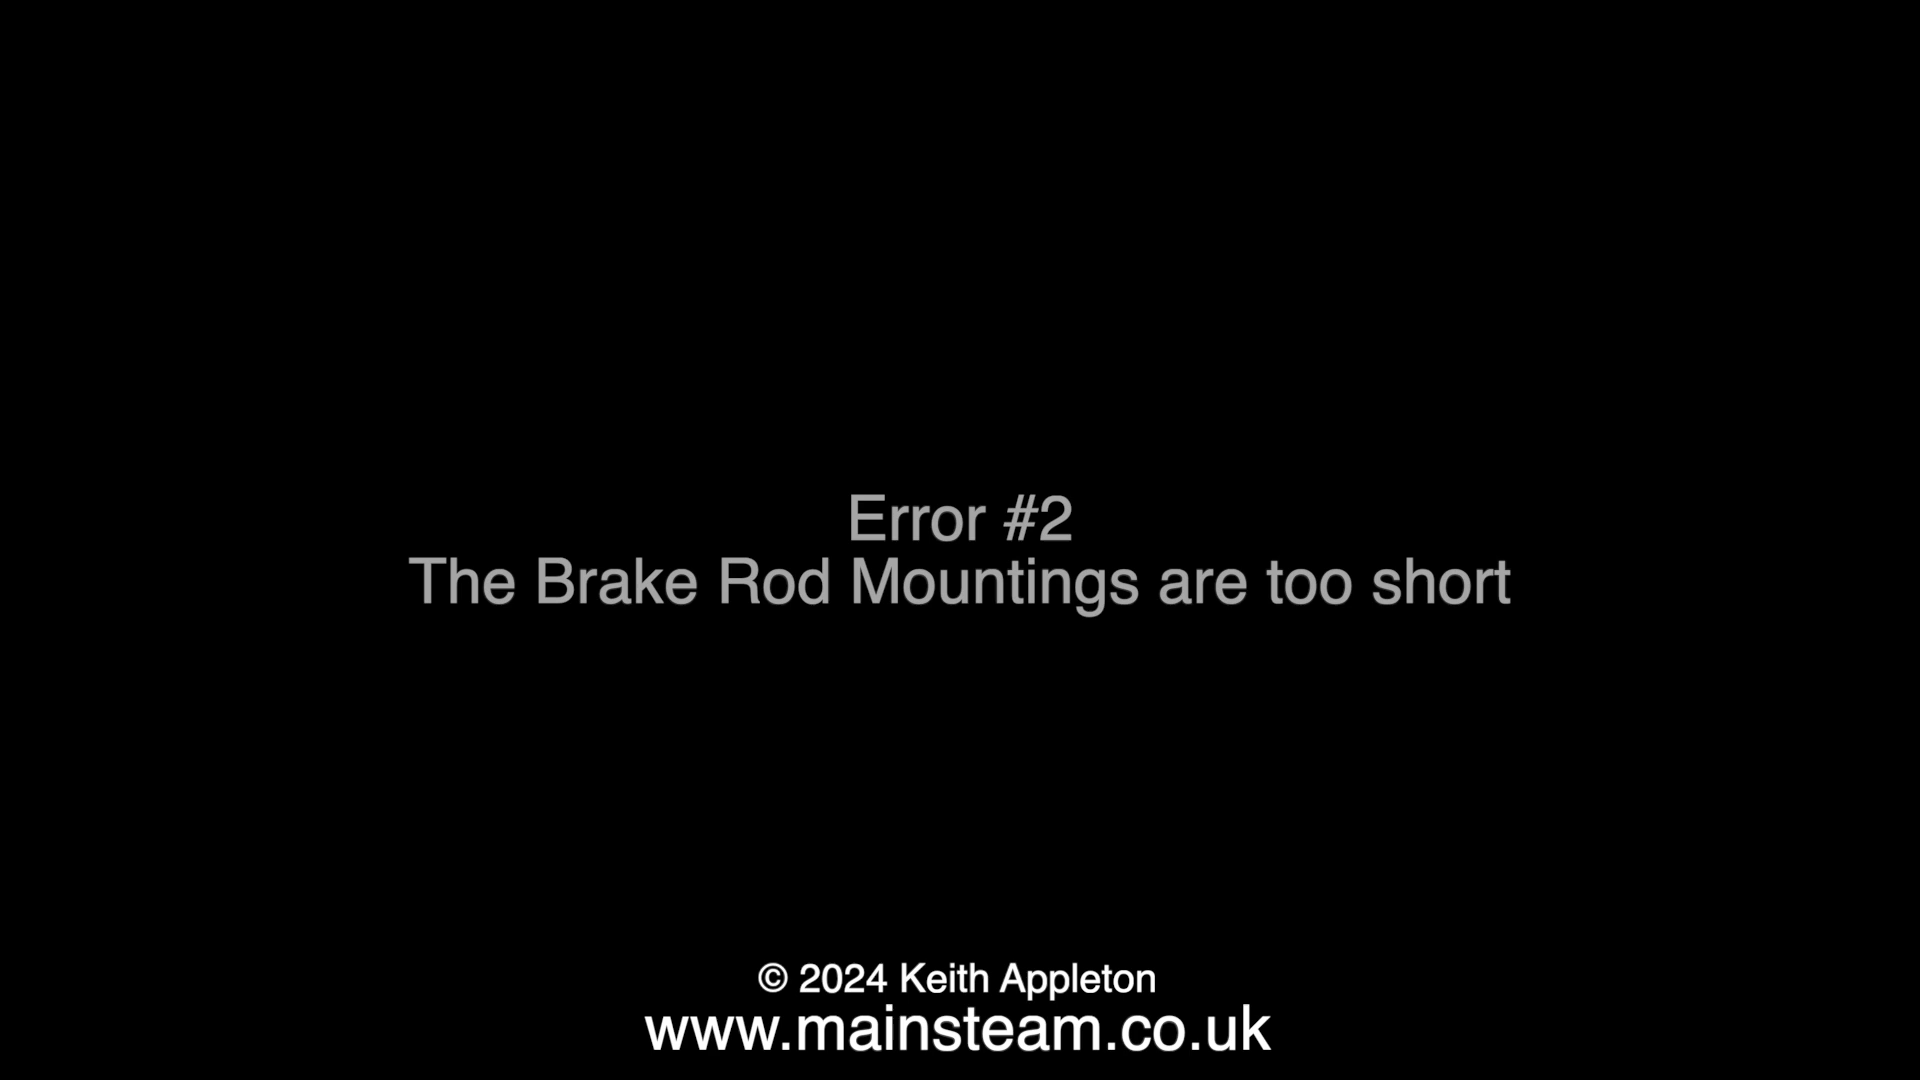 Error #2
The Brake Rod Mountings are too short
© 2024 Keith Appleton
www.mainsteam.co.uk